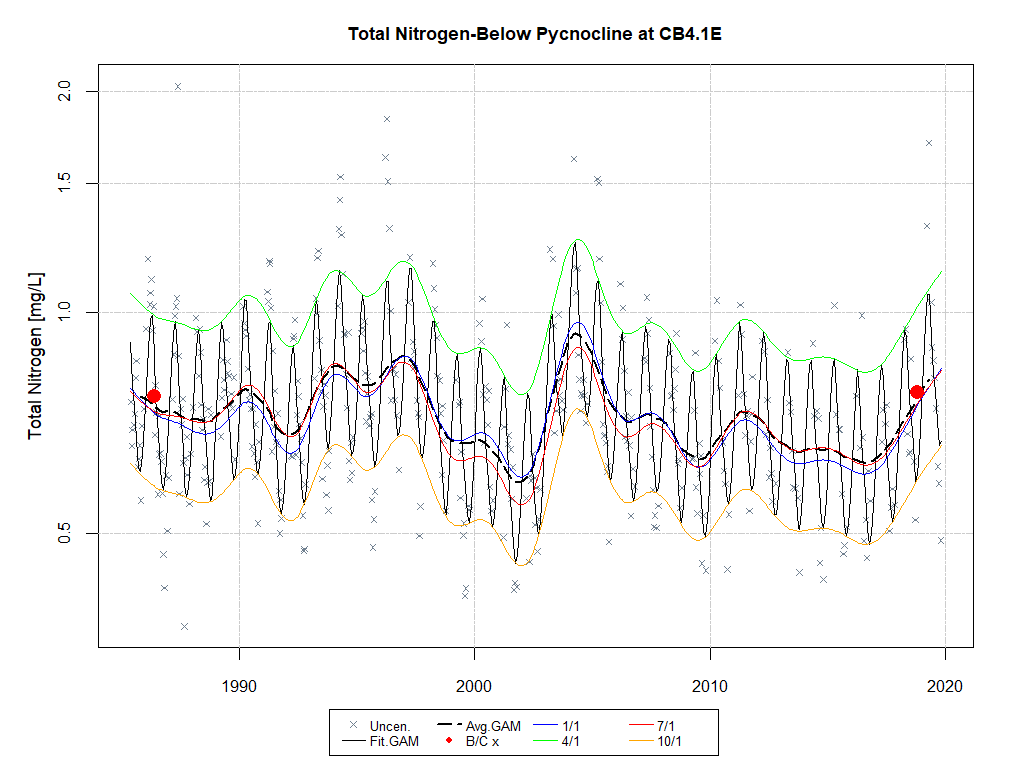 Total Nitrogen-Below Pycnocline at CB4.1E
Total Nitrogen [mg/L]
2.0
1.5
1.0
0.5
1990 2000 2010 2020
Uncen. Avg.GAM 1/1 7/1
Fit.GAM B/C x 4/1 10/1